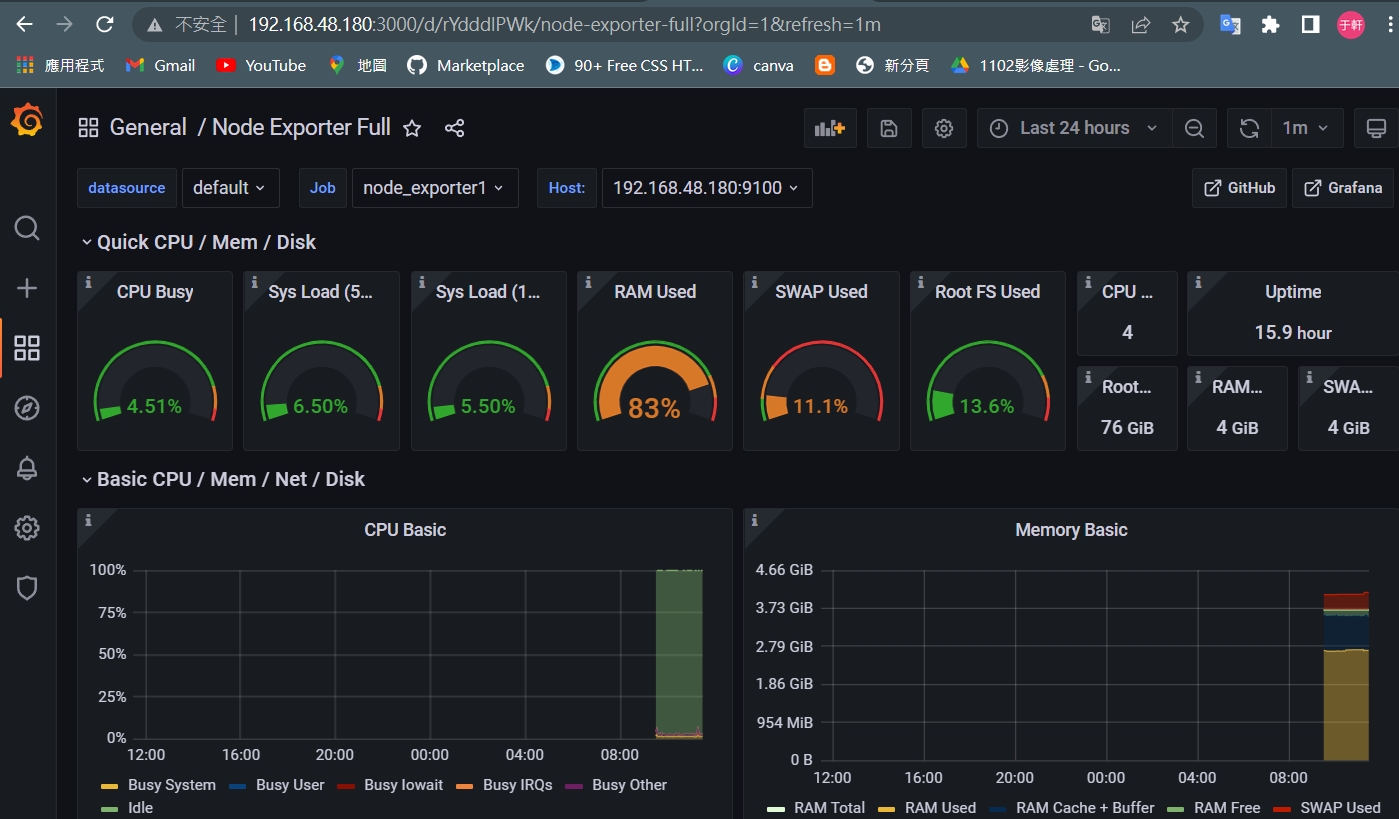 不安全 192.168.48.180:3000/d/rYdddlPWk/node-exporter-full?orgId=1&refresh=1m 于軒
應用程式 Gmail YouTube 地圖 Marketplace 90+ Free CSS HT... canva 新分頁 1102影像處理 - Go...
General / Node Exporter Full Last 24 hours 1m
datasource default Job node_exporter1 Host: 192.168.48.180:9100 GitHub Grafana
Quick CPU / Mem / Disk
CPU Busy Sys Load (5... Sys Load (1... RAM Used SWAP Used Root FS Used CPU ... Uptime
4 15.9 hour
Root... RAM... SWA...
4.51% 6.50% 5.50% 83% 11.1% 13.6%
76 GiB 4 GiB 4 GiB
Basic CPU / Mem / Net / Disk
CPU Basic
100%
75%
50%
25%
0%
12:00 16:00 20:00 00:00 04:00 08:00
Busy System Busy User Busy Iowait Busy IRQs Busy Other
Idle
Memory Basic
4.66 GiB
3.73 GiB
2.79 GiB
1.86 GiB
954 MiB
0 B
12:00 16:00 20:00 00:00 04:00 08:00
RAM Total RAM Used RAM Cache + Buffer RAM Free SWAP Used